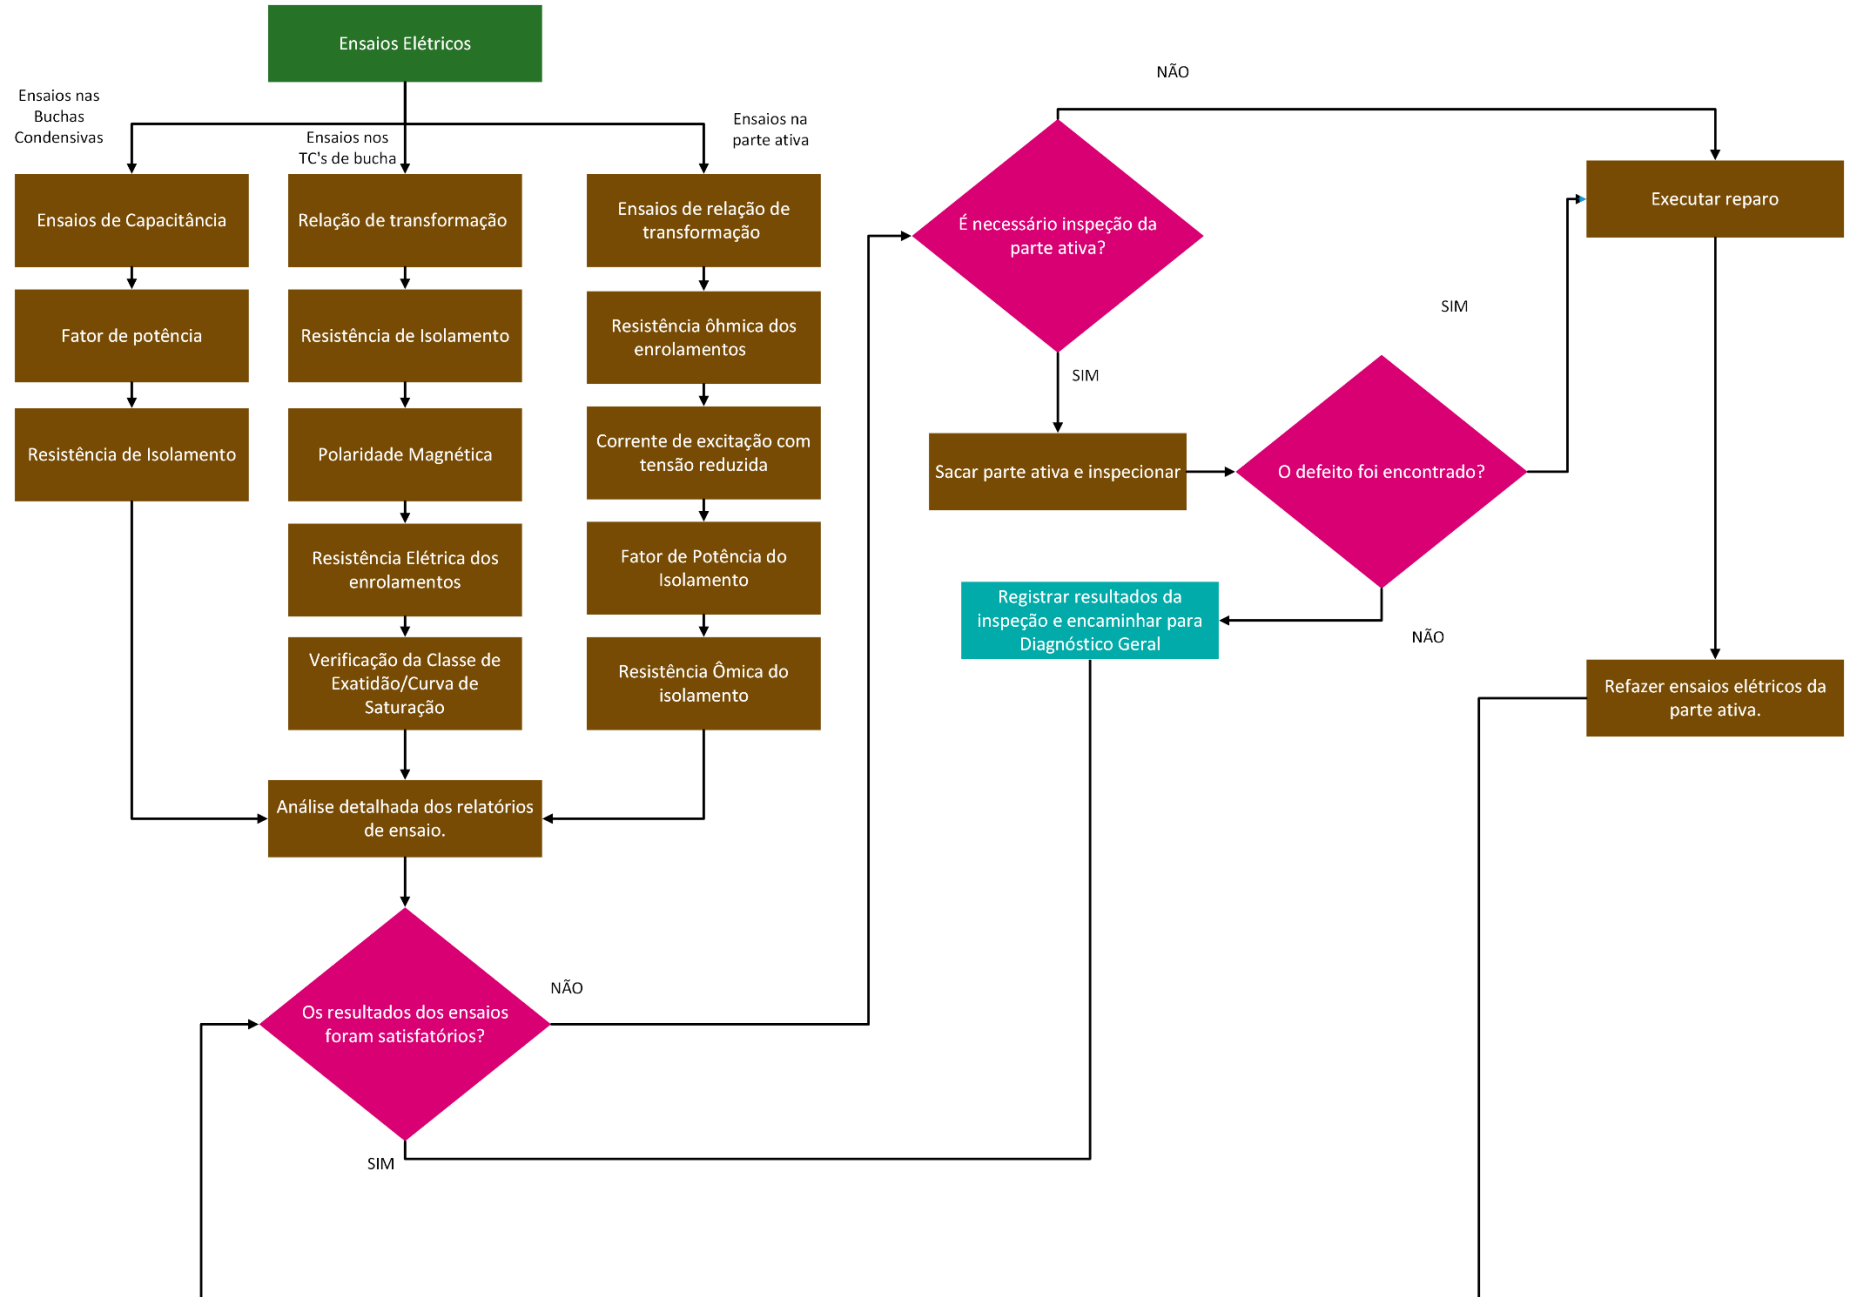 Ensaios Elétricos
Ensaios nas
Buchas
Condensivas
Ensaios nos
TC's de bucha
Ensaios na
parte ativa
Ensaios de Capacitância
Fator de potência
Resistência de Isolamento
Relação de transformação
Resistência de Isolamento
Polaridade Magnética
Resistência Elétrica dos
enrolamentos
Verificação da Classe de
Exatidão/Curva de
Saturação
Ensaios de relação de
transformação
Resistência ôhmica dos
enrolamentos
Corrente de excitação com
tensão reduzida
Fator de Potência do
Isolamento
Resistência Ômica do
isolamento
Análise detalhada dos relatórios
de ensaio.
Os resultados dos ensaios
foram satisfatórios?
NÃO
SIM
É necessário inspeção da
parte ativa?
NÃO
SIM
Sacar parte ativa e inspecionar
O defeito foi encontrado?
SIM
NÃO
Registrar resultados da
inspeção e encaminhar para
Diagnóstico Geral
Executar reparo
Refazer ensaios elétricos da
parte ativa.